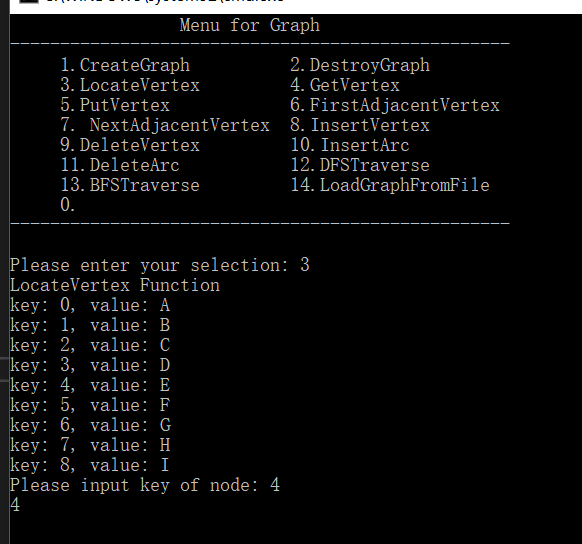 Menu for Graph
--------------------------------------------------
1.CreateGraph 2.DestroyGraph
3.LocateVertex 4.GetVertex
5.PutVertex 6.FirstAdjacentVertex
7. NextAdjacentVertex 8.InsertVertex
9.DeleteVertex 10.InsertArc
11.DeleteArc 12.DFSTraverse
13.BFSTraverse 14.LoadGraphFromFile
0.
--------------------------------------------------
Please enter your selection: 3
LocateVertex Function
key: 0, value: A
key: 1, value: B
key: 2, value: C
key: 3, value: D
key: 4, value: E
key: 5, value: F
key: 6, value: G
key: 7, value: H
key: 8, value: I
Please input key of node: 4
4